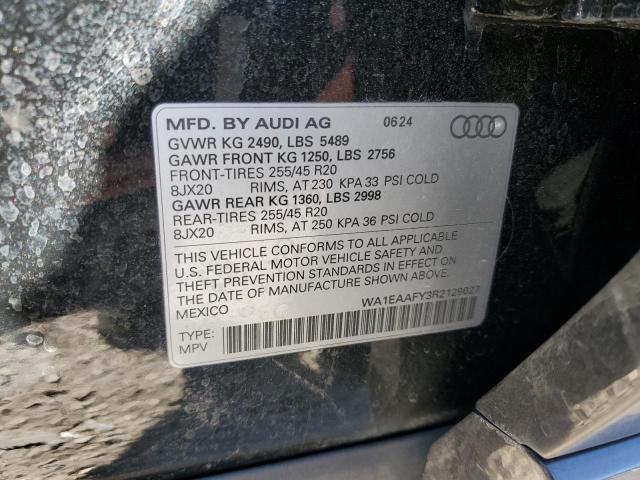 MFD. BY AUDI AG 06 24
GVWR KG 2490, LBS 5489
GAWR FRONT KG 1250, LBS 2756
FRONT-TIRES 255/45 R20
8JX20 RIMS, AT 230 KPA 33 PSI COLD
GAWR REAR KG 1360, LBS 2998
REAR-TIRES 255/45 R20
8JX20 RIMS, AT 250 KPA 36 PSI COLD
THIS VEHICLE CONFORMS TO ALL APPLICABLE
U.S. FEDERAL MOTOR VEHICLE SAFETY AND
THEFT PREVENTION STANDARDS IN EFFECT ON
THE DATE OF MANUFACTURE SHOWN ABOVE.
MEXICO WA1EAAFY3R2129027
TYPE:
MPV